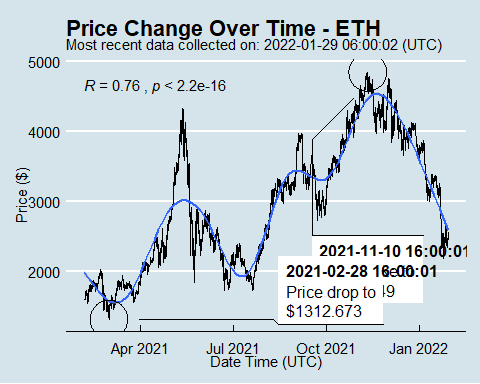 Price Change Over Time - ETH
Most recent data collected on: 2022-01-29 06:00:02 (UTC)
R = 0.76 , p < 2.2e-16
5000
4000
3000
2000
Price ($)
2021-11-10 16:00:01
2021-02-28 16:00:01
Price drop to
$1312.673
49
Apr 2021
Jul 2021
Oct 2021
Jan 2022
Date Time (UTC)